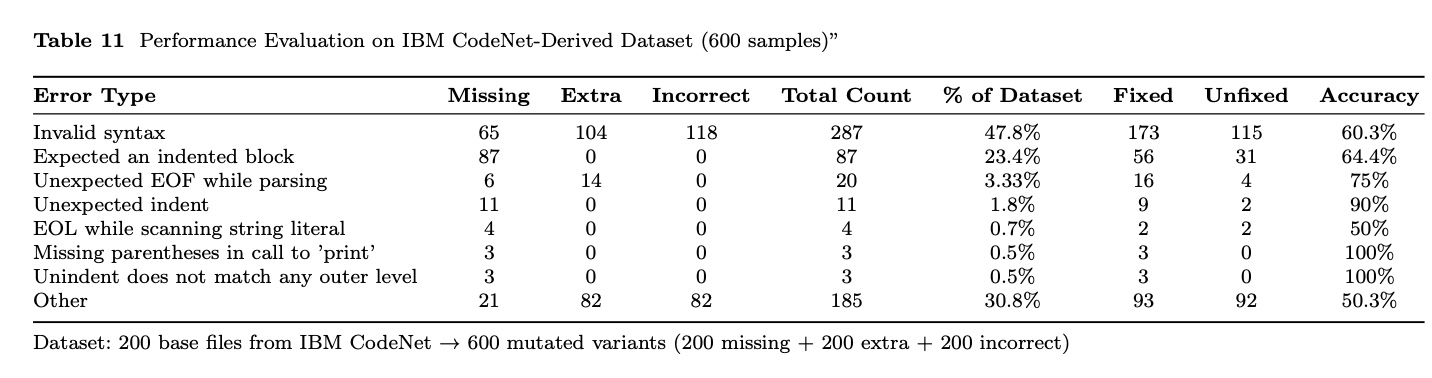 Table 11 Performance Evaluation on IBM CodeNet-Derived Dataset (600 samples)”
Error Type Missing Extra Incorrect Total Count % of Dataset Fixed Unfixed Accuracy
Invalid syntax 65 104 118 287 47.8% 173 115 60.3%
Expected an indented block 87 0 0 87 23.4% 56 31 64.4%
Unexpected EOF while parsing 6 14 0 20 3.33% 16 4 75%
Unexpected indent 11 0 0 11 1.8% 9 2 90%
EOL while scanning string literal 4 0 0 4 0.7% 2 2 50%
Missing parentheses in call to ’print’ 3 0 0 3 0.5% 3 0 100%
Unindent does not match any outer level 3 0 0 3 0.5% 3 0 100%
Other 21 82 82 185 30.8% 93 92 50.3%
Dataset: 200 base files from IBM CodeNet → 600 mutated variants (200 missing + 200 extra + 200 incorrect)